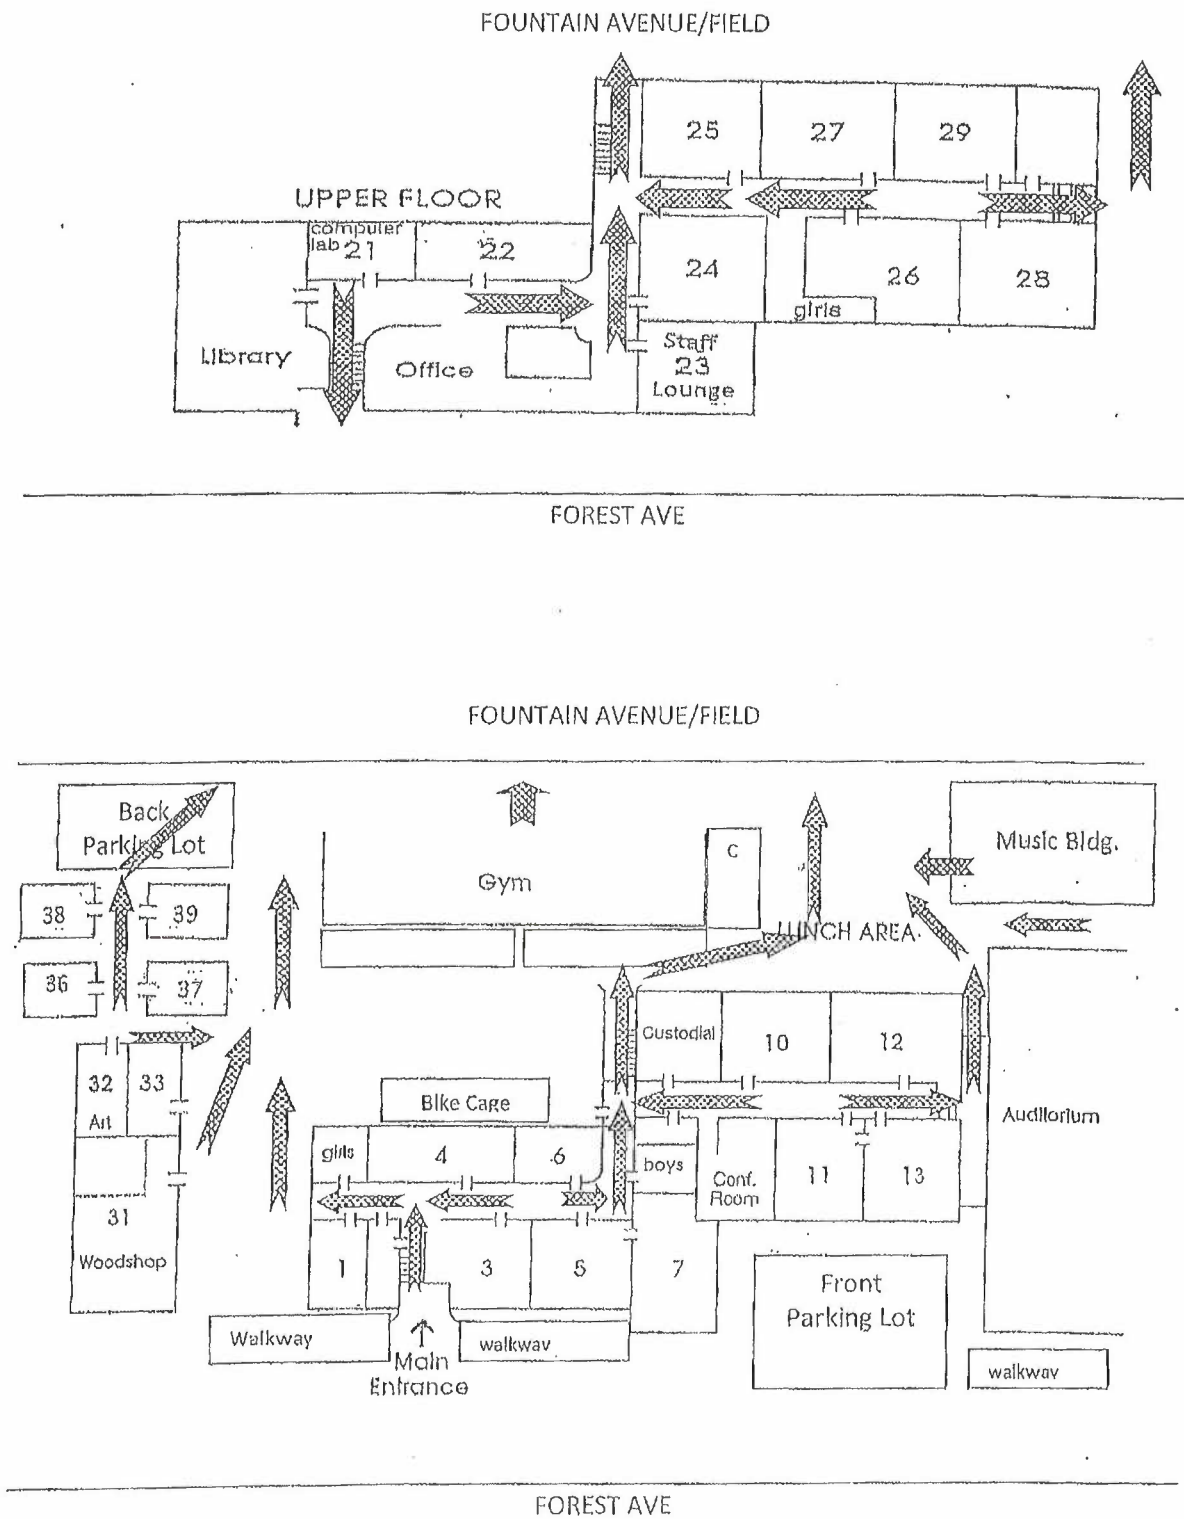 FOUNTAIN AVENUE/FIELD
25
27
29
UPPER FLOOR
computer
lab 21
22
24
26
28
girls
Library
Office
Staff
23
Lounge
FOREST AVE
FOUNTAIN AVENUE/FIELD
Back
Parking Lot
Gym
C
Music Bldg.
38
39
LUNCH AREA
36
37
Custodial
10
12
32
33
Art
Bike Cage
Auditorium
girls
4
6
boys
Conf.
Room
11
13
31
Woodshop
1
3
5
7
Front
Parking Lot
Walkway
walkway
Main
Entrance
walkway
FOREST AVE